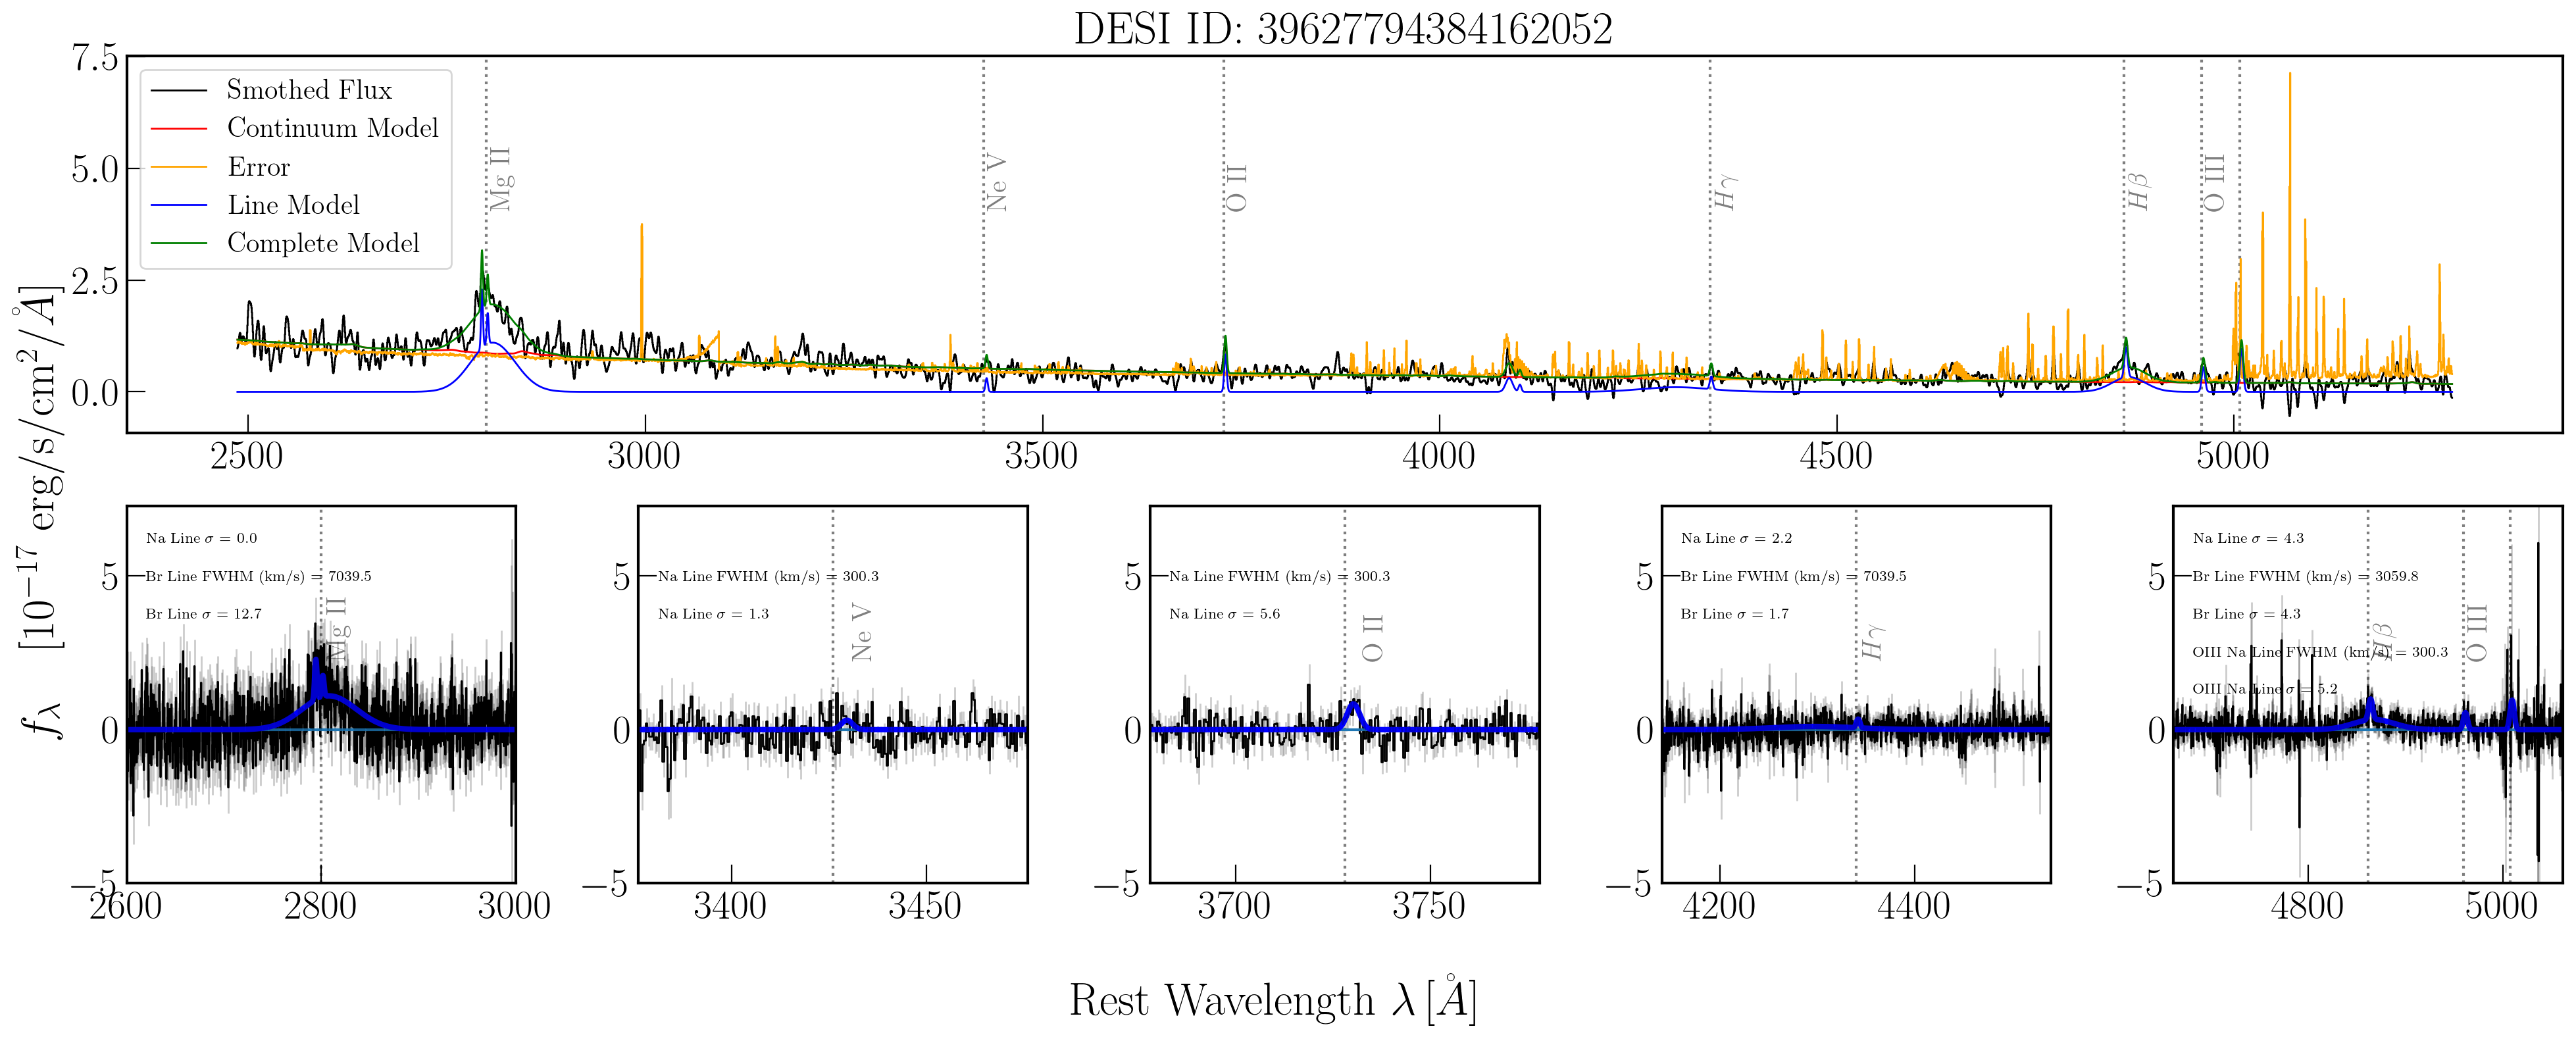 DESI ID: 39627794384162052
7.5
5.0
2.5
0.0
Smothed Flux
Continuum Model
Error
Line Model
Complete Model
Mg II
Ne V
O II
Hγ
Hβ
O III
2500
3000
3500
4000
4500
5000
f_λ [10^{-17} erg/s/cm^2/Å]
Na Line σ = 0.0
Br Line FWHM (km/s) = 7039.5
Br Line σ = 12.7
Mg II
5
0
−5
2600
2800
3000
Na Line FWHM (km/s) = 300.3
Na Line σ = 1.3
Ne V
5
0
−5
3400
3450
Na Line FWHM (km/s) = 300.3
Na Line σ = 5.6
O II
5
0
−5
3700
3750
Na Line σ = 2.2
Br Line FWHM (km/s) = 7039.5
Br Line σ = 1.7
Hγ
5
0
−5
4200
4400
Na Line σ = 4.3
Br Line FWHM (km/s) = 3059.8
Br Line σ = 4.3
OIII Na Line FWHM (km/s) = 300.3
OIII Na Line σ = 5.2
Hβ
O III
5
0
−5
4800
5000
Rest Wavelength λ [Å]